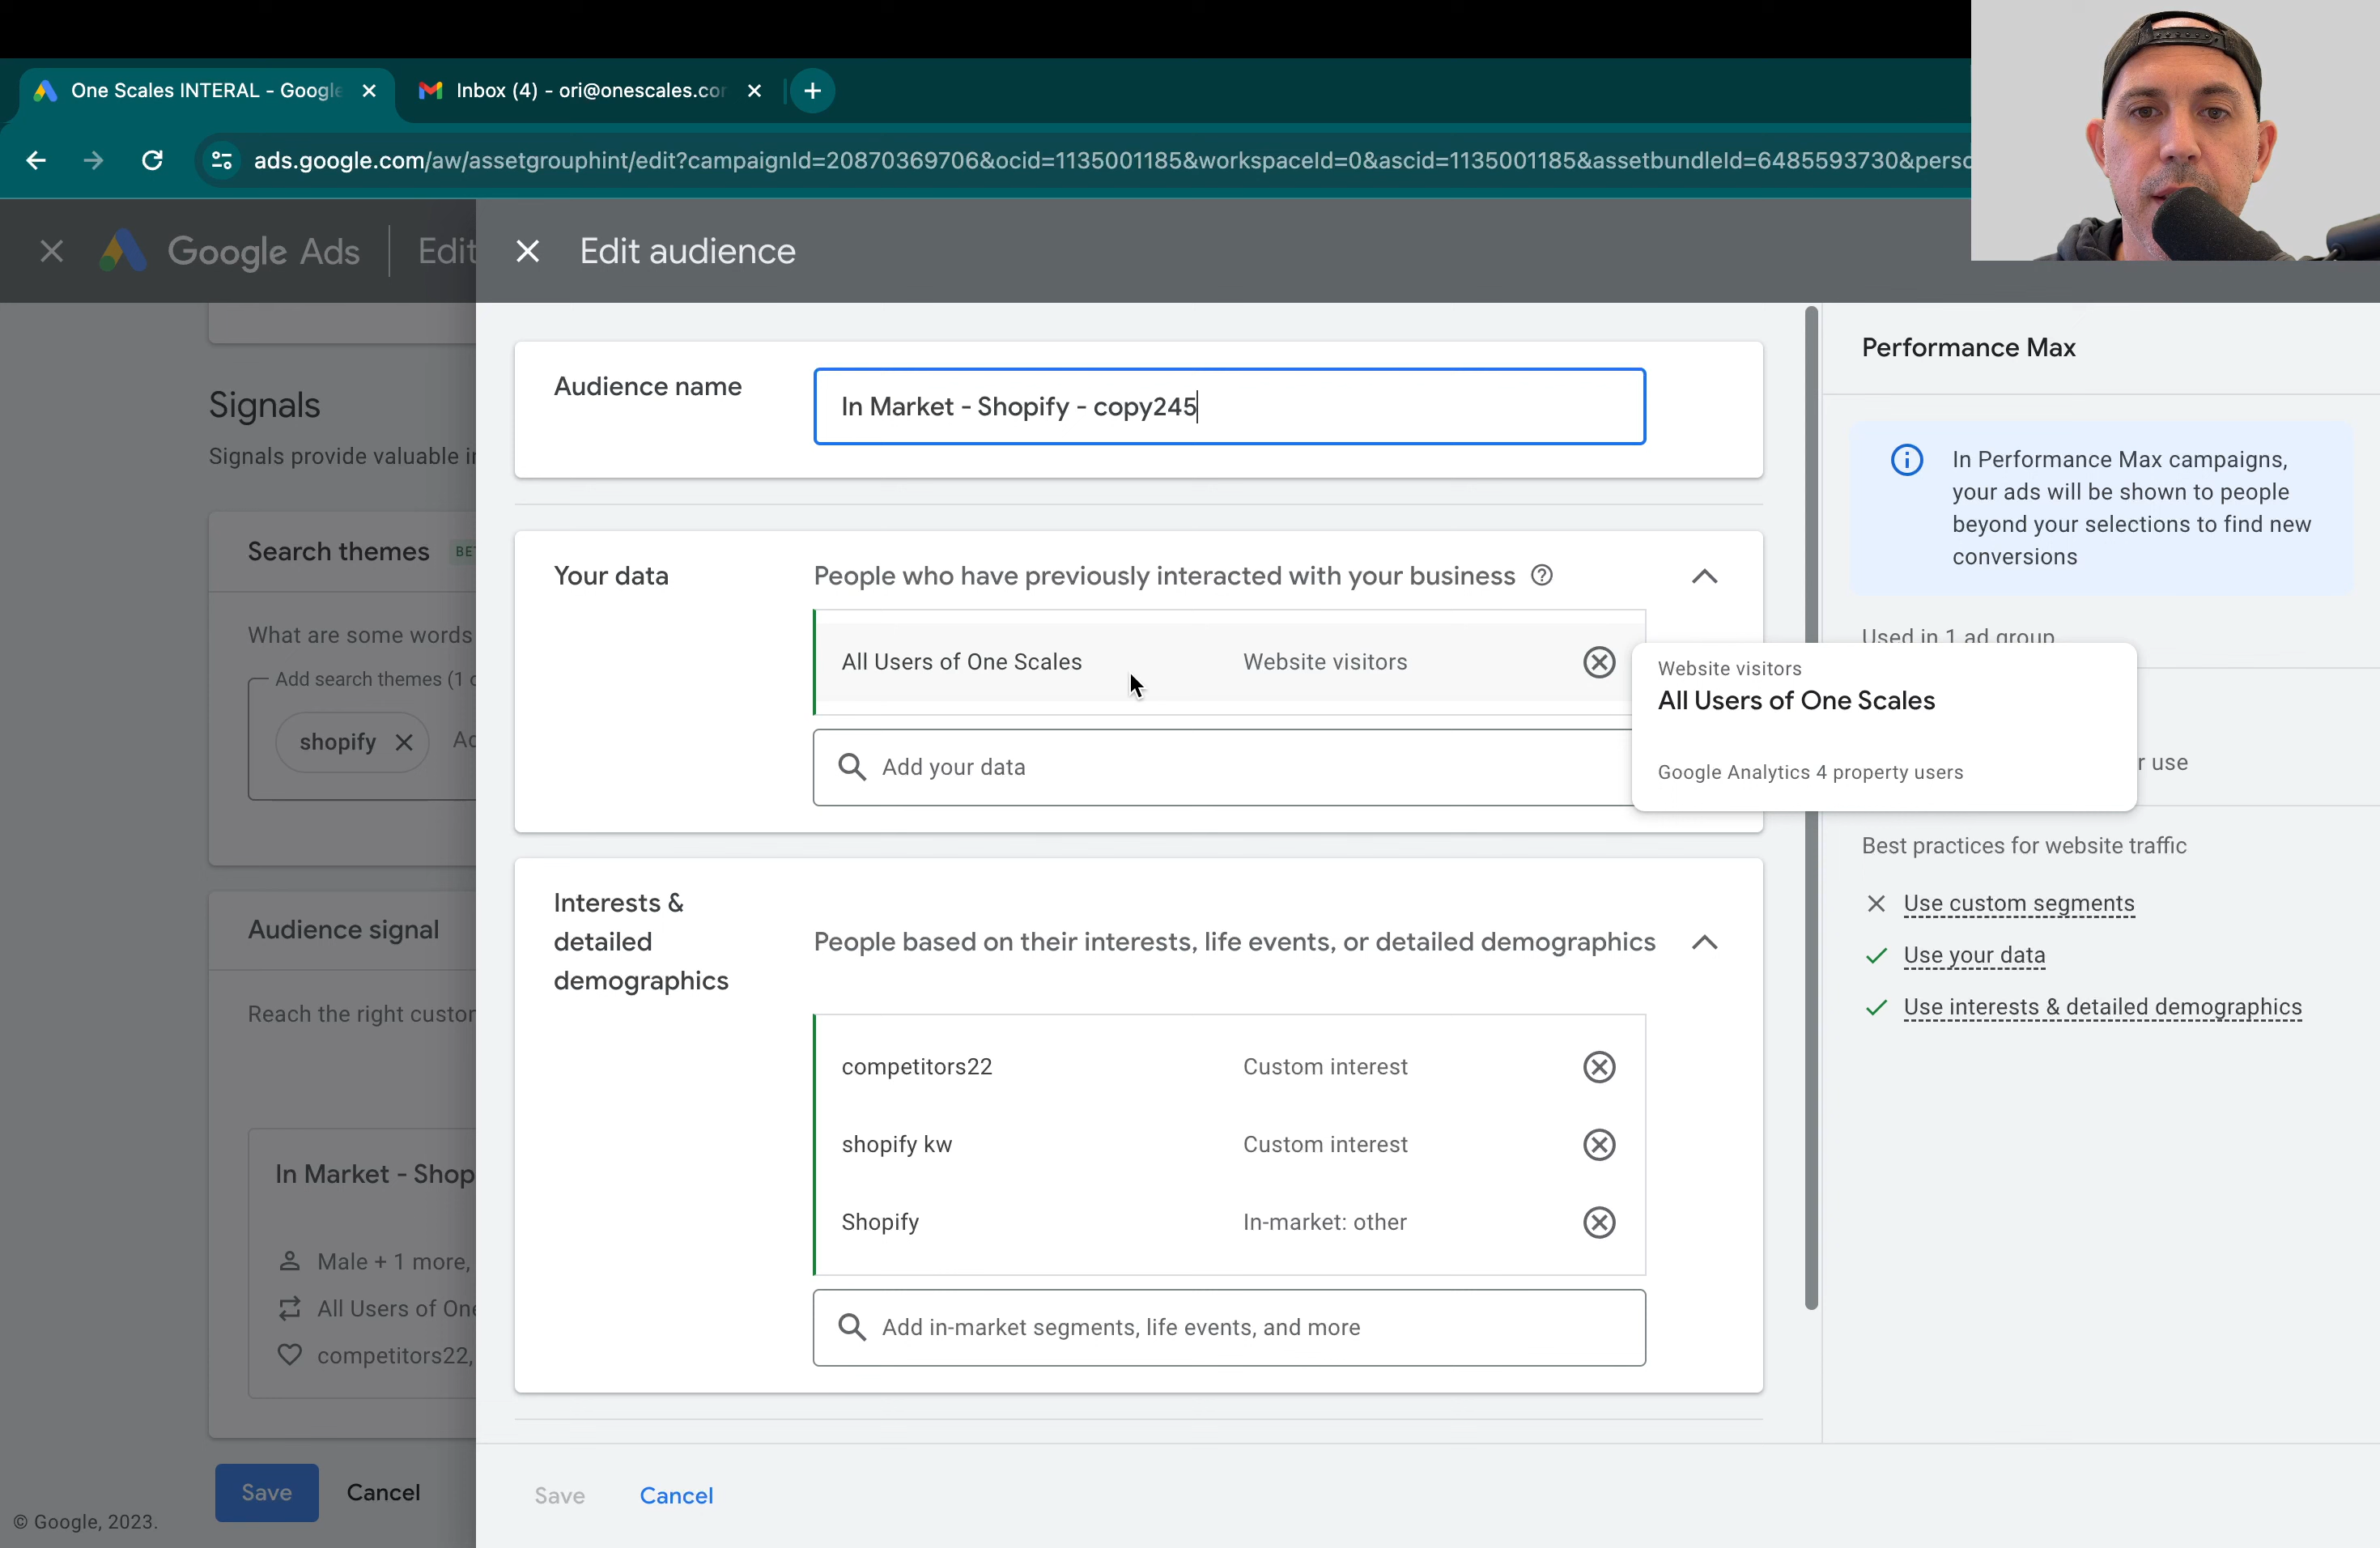 One Scales INTERAL - Google
Inbox (4) - ori@onescales.com
ads.google.com/aw/assetgrouphint/edit?campaignId=20870369706&ocid=1135001185&workspaceId=0&ascid=1135001185&assetbundleId=6485593730&perso
Google Ads
Edit
Edit audience
Signals
Signals provide valuable
Search themes
What are some words
Add search themes (1
shopify
Audience signal
Reach the right
In Market - Shop
Male + 1 more,
All Users of One
competitors22,
Save
Cancel
© Google, 2023.
Audience name
In Market - Shopify - copy245
Your data
People who have previously interacted with your business
All Users of One Scales
Website visitors
Add your data
Interests &
detailed
demographics
People based on their interests, life events, or detailed demographics
competitors22
Custom interest
shopify kw
Custom interest
Shopify
In-market: other
Add in-market segments, life events, and more
Save
Cancel
Performance Max
In Performance Max campaigns,
your ads will be shown to people
beyond your selections to find new
conversions
Used in 1 ad group
Website visitors
All Users of One Scales
Google Analytics 4 property users
r use
Best practices for website traffic
Use custom segments
Use your data
Use interests & detailed demographics